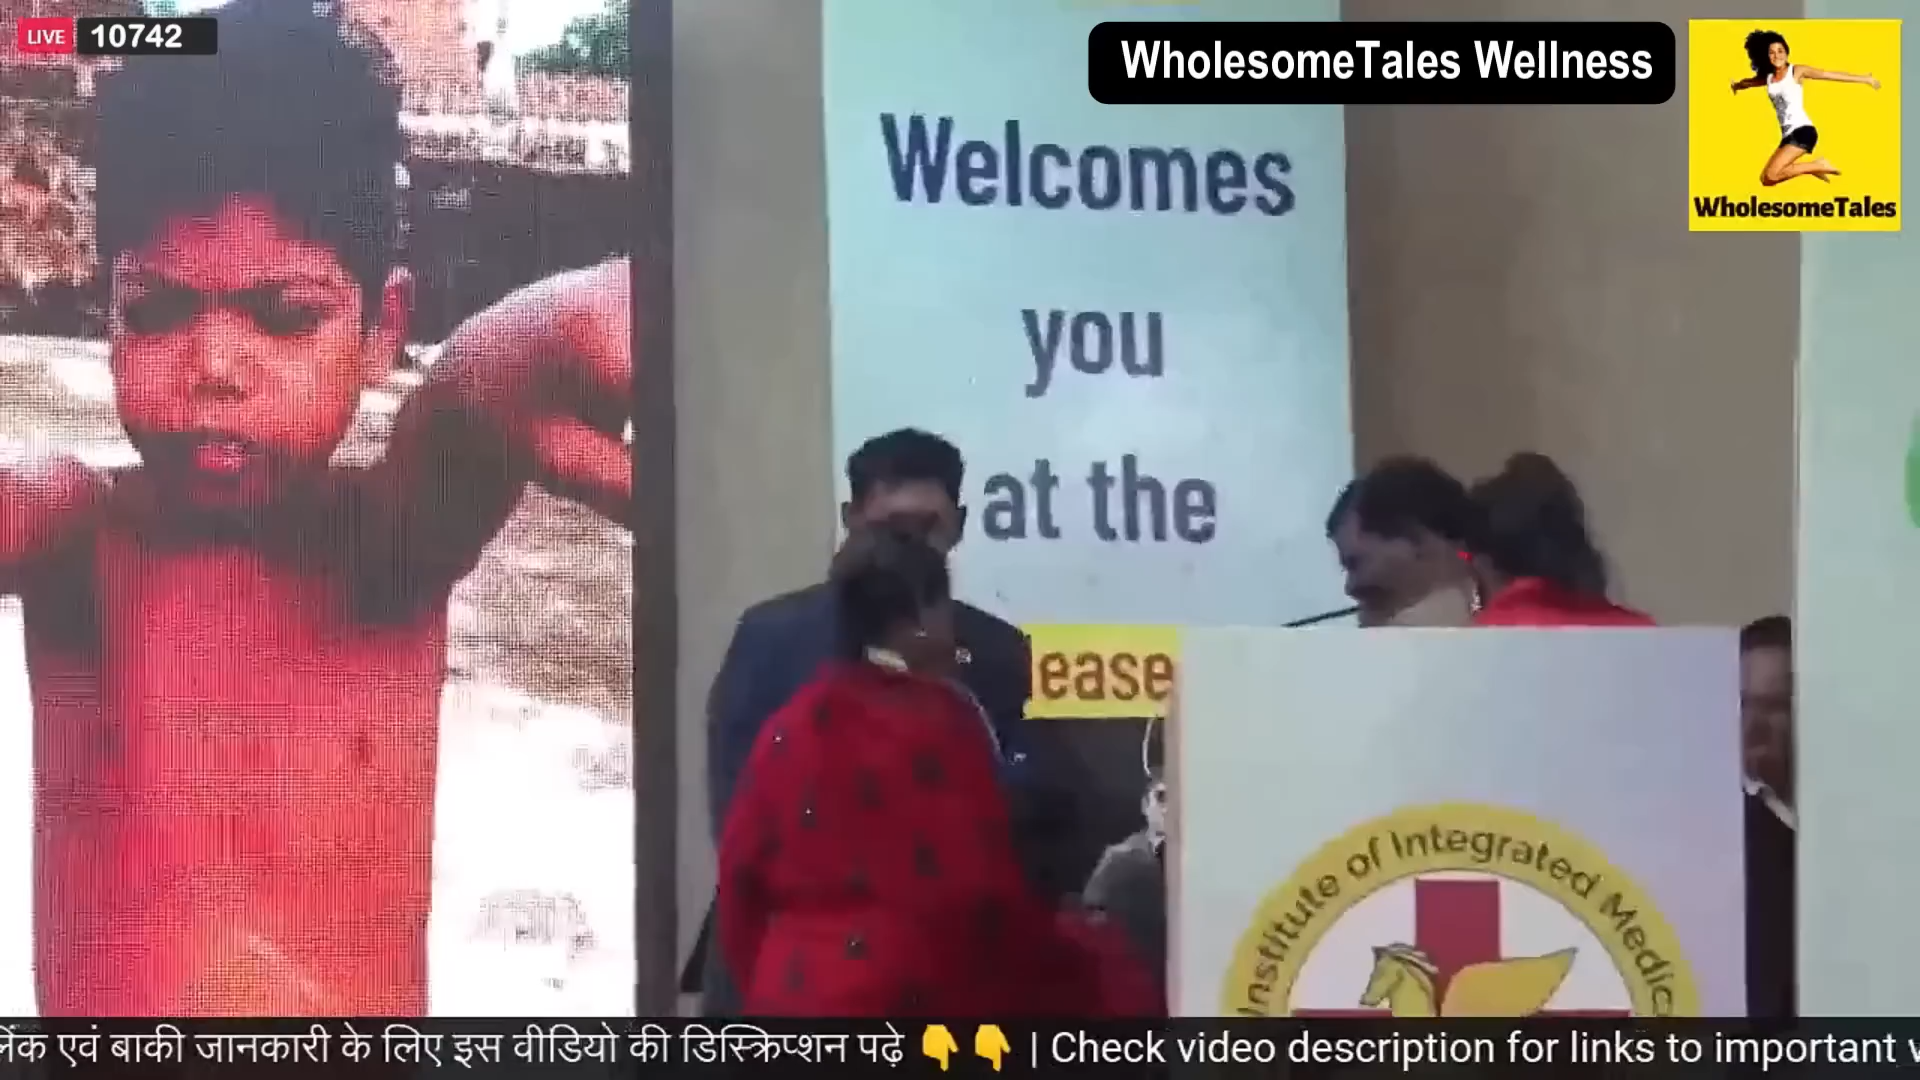 LIVE 10742
WholesomeTales Wellness
WholesomeTales
Welcomes
you
at the
lease
Institute of Integrated Medic
एवं बाकी जानकारी के लिए इस वीडियो की डिस्क्रिप्शन पढ़े 👇👇 | Check video description for links to important